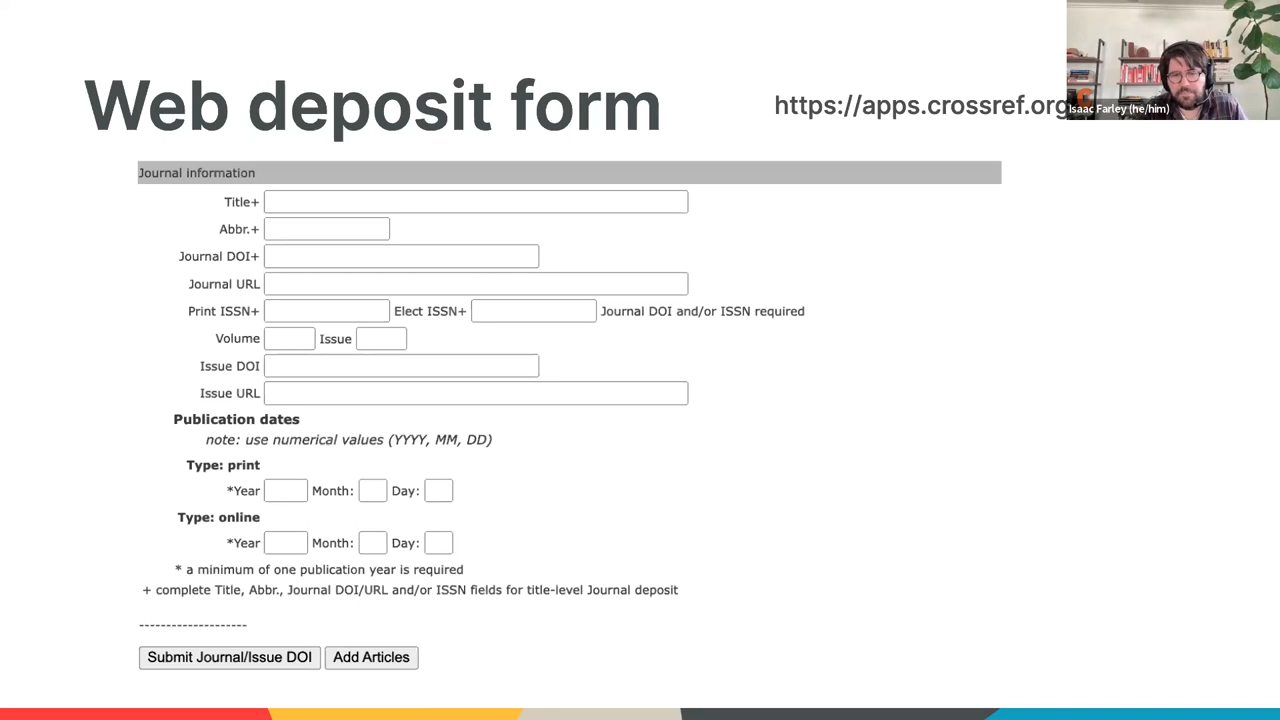 Web deposit form
https://apps.crossref.org
Isaac Farley (he/him)
Journal information
Title+
Abbr.+
Journal DOI+
Journal URL
Print ISSN+ Elect ISSN+ Journal DOI and/or ISSN required
Volume Issue
Issue DOI
Issue URL
Publication dates
note: use numerical values (YYYY, MM, DD)
Type: print
*Year Month: Day:
Type: online
*Year Month: Day:
* a minimum of one publication year is required
+ complete Title, Abbr., Journal DOI/URL and/or ISSN fields for title-level Journal deposit
--------------------
Submit Journal/Issue DOI Add Articles